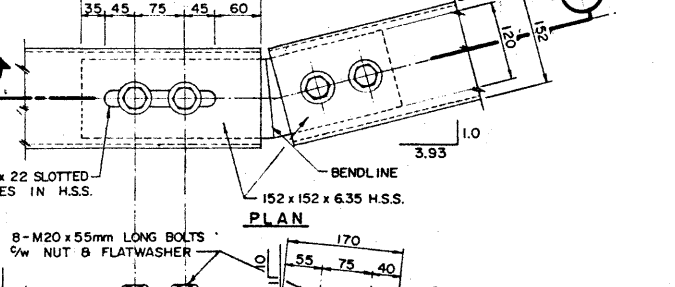 35 45 75 45 60
120
152
1.0
3.93
x 22 SLOTTED
ES IN H.S.S.
BENDLINE
152 x 152 x 6.35 H.S.S.
PLAN
8-M20 x 55mm LONG BOLTS
C/W NUT & FLATWASHER
170
55 75 40